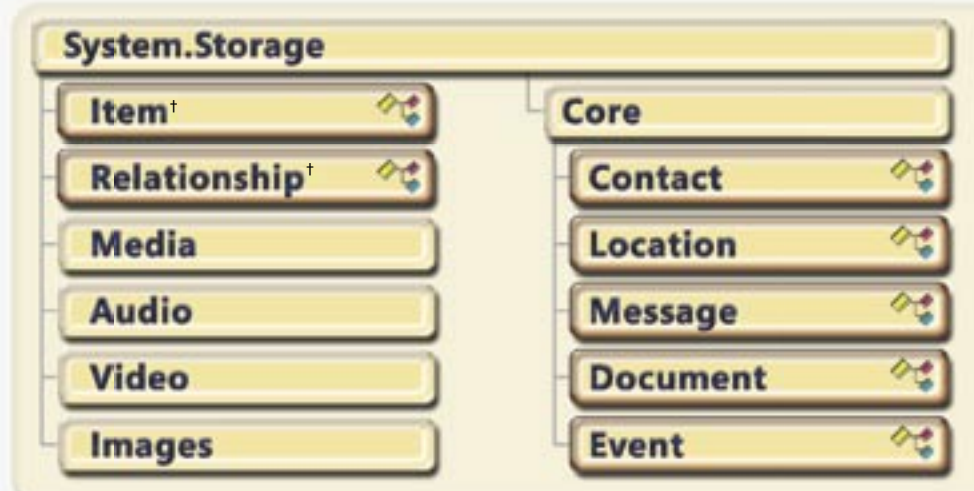 System.Storage
Item†
Relationship†
Media
Audio
Video
Images
Core
Contact
Location
Message
Document
Event